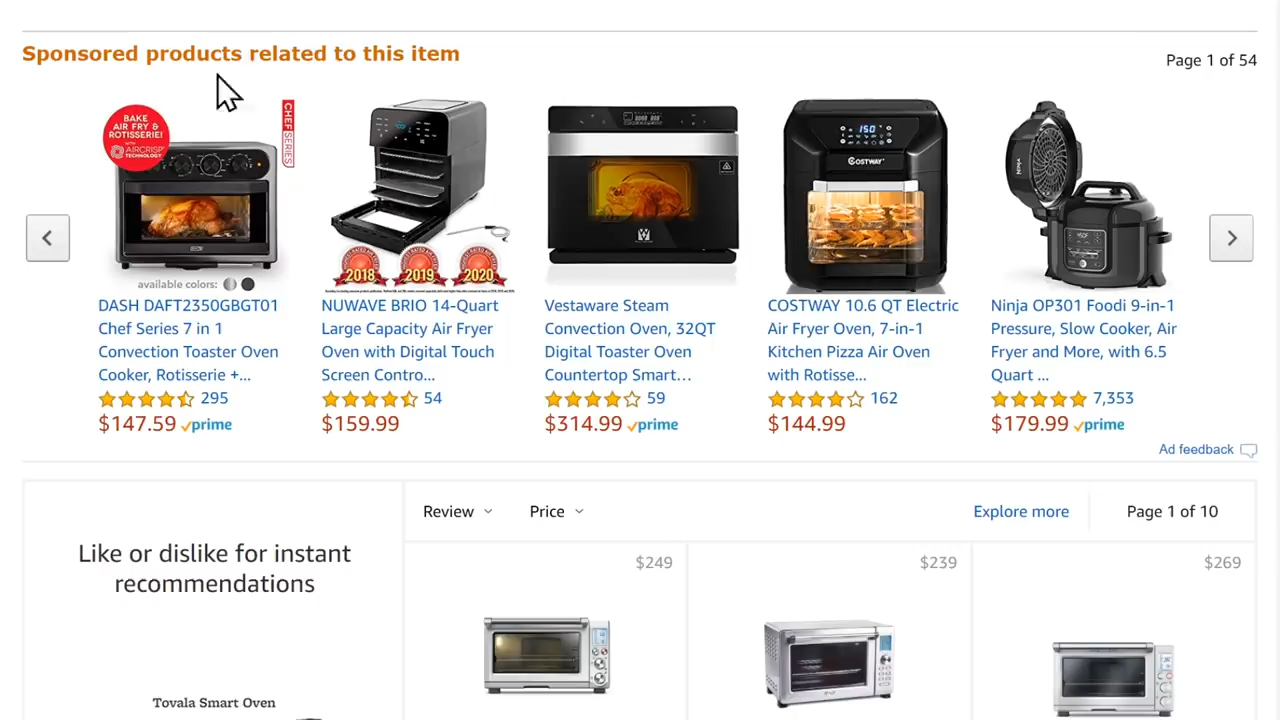 Sponsored products related to this item
Page 1 of 54
BAKE
AIR FRY &
ROTISSERIE!
WITH
AIRCRISP
TECHNOLOGY
CHEF SERIES
available colors:
2018 2019 2020
COSTWAY
Ninja
DASH DAFT2350GBGT01
Chef Series 7 in 1
Convection Toaster Oven
Cooker, Rotisserie +...
295
$147.59 prime
NUWAVE BRIO 14-Quart
Large Capacity Air Fryer
Oven with Digital Touch
Screen Contro...
54
$159.99
Vestaware Steam
Convection Oven, 32QT
Digital Toaster Oven
Countertop Smart...
59
$314.99 prime
COSTWAY 10.6 QT Electric
Air Fryer Oven, 7-in-1
Kitchen Pizza Air Oven
with Rotisse...
162
$144.99
Ninja OP301 Foodi 9-in-1
Pressure, Slow Cooker, Air
Fryer and More, with 6.5
Quart ...
7,353
$179.99 prime
Ad feedback
Like or dislike for instant
recommendations
Tovala Smart Oven
Review
Price
Explore more
Page 1 of 10
$249
$239
$269